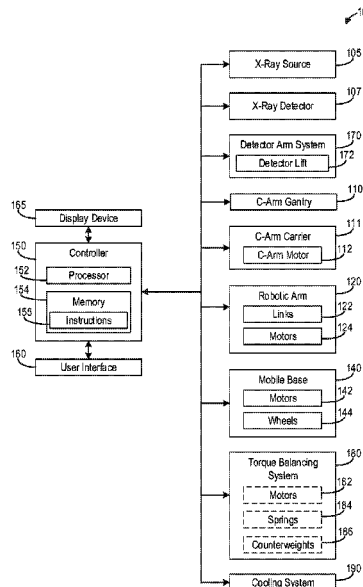 105
X-Ray Source
107
X-Ray Detector
170
Detector Arm System
172
Detector Lift
110
C-Arm Gantry
111
C-Arm Carrier
112
C-Arm Motor
120
Robotic Arm
122
Links
124
Motors
140
Mobile Base
142
Motors
144
Wheels
180
Torque Balancing
System
182
Motors
184
Springs
186
Counterweights
190
Cooling System
165
Display Device
150
Controller
152
Processor
154
Memory
Instructions
160
User Interface